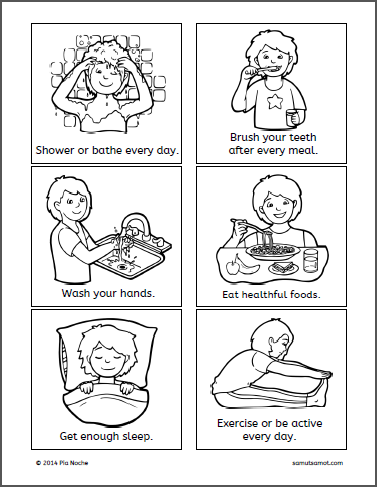 Shower or bathe every day.
Brush your teeth
after every meal.
Wash your hands.
Eat healthful foods.
Get enough sleep.
Exercise or be active
every day.
© 2014 Pia Noche
samutsamot.com